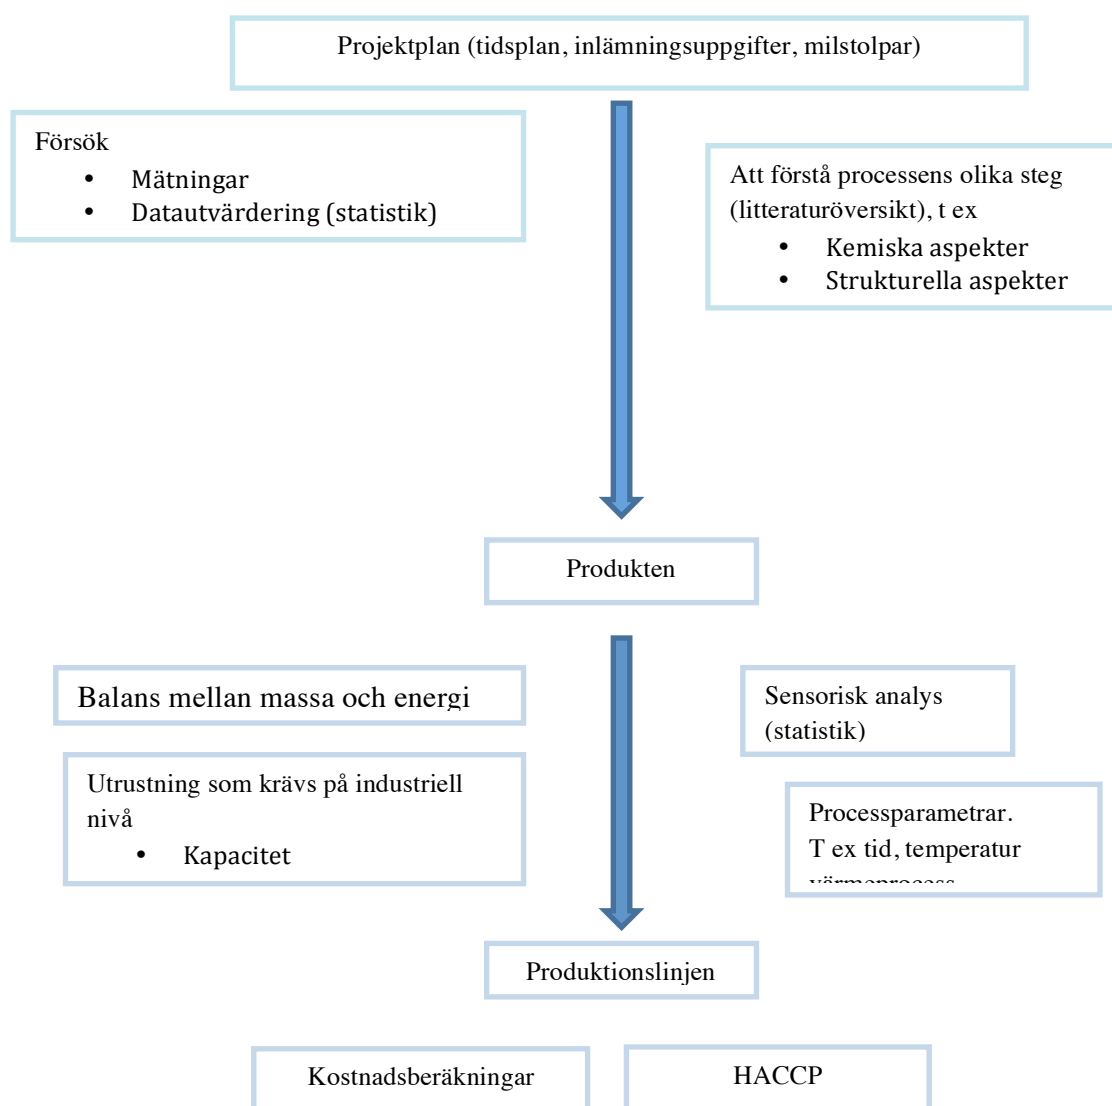 Projektplan (tidsplan, inlämningsuppgifter, milstolpar)
Försök
• Mätningar
• Datautvärdering (statistik)
Att förstå processens olika steg
(litteraturöversikt), t ex
• Kemiska aspekter
• Strukturella aspekter
Produkten
Balans mellan massa och energi
Sensorisk analys
(statistik)
Utrustning som krävs på industriell
nivå
• Kapacitet
Processparametrar.
T ex tid, temperatur
värmeprocess
Produktionslinjen
Kostnadsberäkningar
HACCP